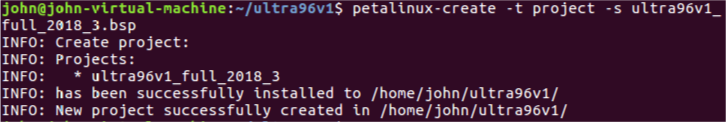 john@john-virtual-machine:~/ultra96v1$ petalinux-create -t project -s ultra96v1_
full_2018_3.bsp
INFO: Create project:
INFO: Projects:
INFO:   * ultra96v1_full_2018_3
INFO: has been successfully installed to /home/john/ultra96v1/
INFO: New project successfully created in /home/john/ultra96v1/